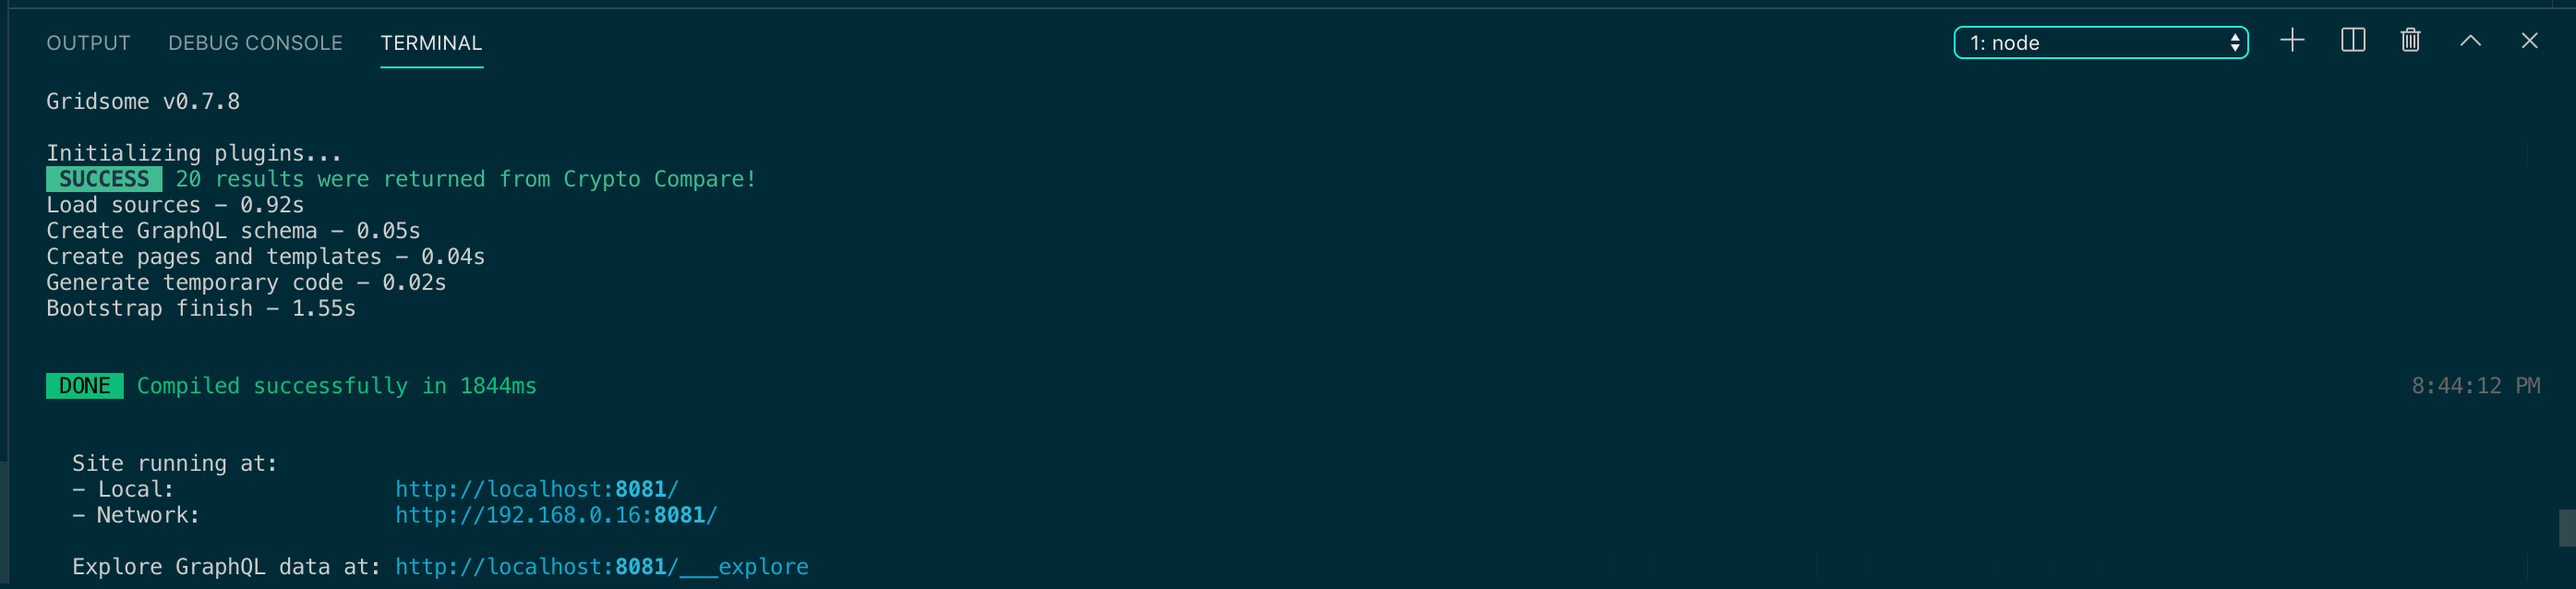 OUTPUT DEBUG CONSOLE TERMINAL 1: node
Gridsome v0.7.8
Initializing plugins...
SUCCESS 20 results were returned from Crypto Compare!
Load sources – 0.92s
Create GraphQL schema – 0.05s
Create pages and templates – 0.04s
Generate temporary code – 0.02s
Bootstrap finish – 1.55s
DONE Compiled successfully in 1844ms 8:44:12 PM
Site running at:
– Local: http://localhost:8081/
– Network: http://192.168.0.16:8081/
Explore GraphQL data at: http://localhost:8081/___explore